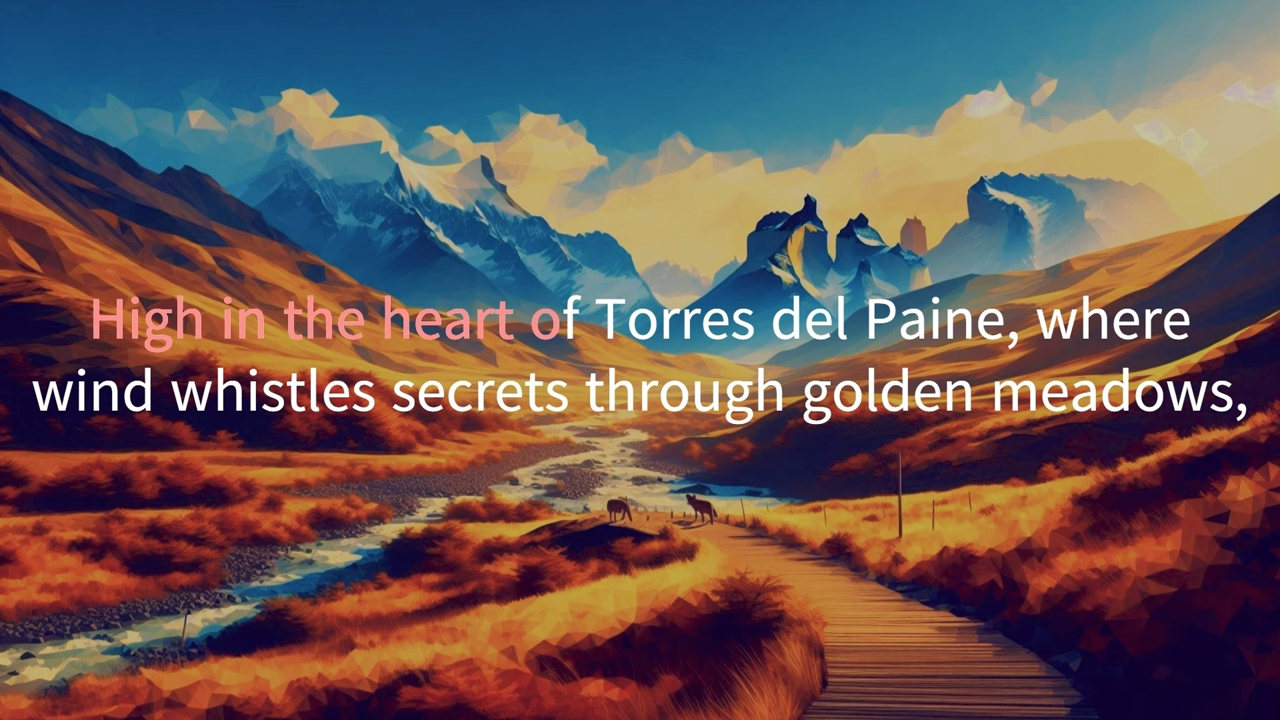 High in the heart of Torres del Paine, where
wind whistles secrets through golden meadows,